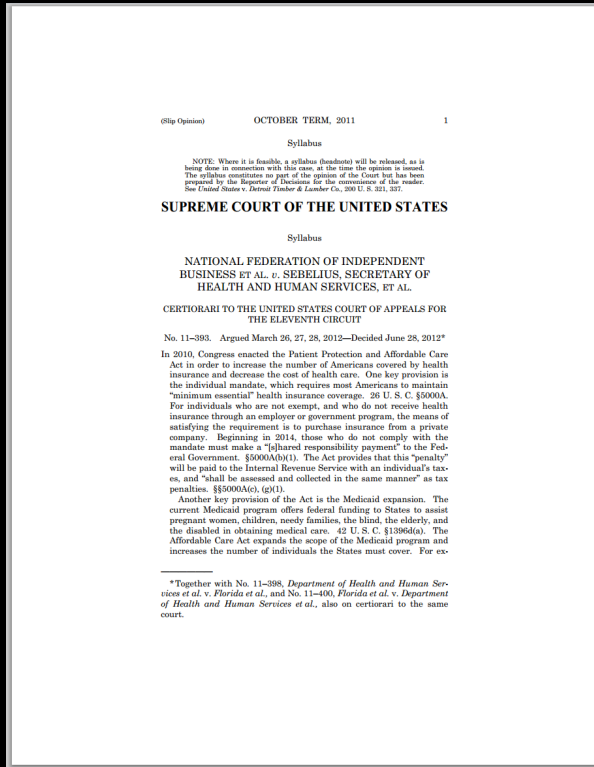 (Slip Opinion) OCTOBER TERM, 2011 1
Syllabus
NOTE: Where it is feasible, a syllabus (headnote) will be released, as is
being done in connection with this case, at the time the opinion is issued.
The syllabus constitutes no part of the opinion of the Court but has been
prepared by the Reporter of Decisions for the convenience of the reader.
See United States v. Detroit Timber & Lumber Co., 200 U. S. 321, 337.
SUPREME COURT OF THE UNITED STATES
Syllabus
NATIONAL FEDERATION OF INDEPENDENT
BUSINESS ET AL. v. SEBELIUS, SECRETARY OF
HEALTH AND HUMAN SERVICES, ET AL.
CERTIORARI TO THE UNITED STATES COURT OF APPEALS FOR
THE ELEVENTH CIRCUIT
No. 11–393. Argued March 26, 27, 28, 2012—Decided June 28, 2012*
In 2010, Congress enacted the Patient Protection and Affordable Care
Act in order to increase the number of Americans covered by health
insurance and decrease the cost of health care. One key provision is
the individual mandate, which requires most Americans to maintain
“minimum essential” health insurance coverage. 26 U. S. C. §5000A.
For individuals who are not exempt, and who do not receive health
insurance through an employer or government program, the means of
satisfying the requirement is to purchase insurance from a private
company. Beginning in 2014, those who do not comply with the
mandate must make a “[s]hared responsibility payment” to the Fed-
eral Government. §5000A(b)(1). The Act provides that this “penalty”
will be paid to the Internal Revenue Service with an individual’s tax-
es, and “shall be assessed and collected in the same manner” as tax
penalties. §§5000A(c), (g)(1).
Another key provision of the Act is the Medicaid expansion. The
current Medicaid program offers federal funding to States to assist
pregnant women, children, needy families, the blind, the elderly, and
the disabled in obtaining medical care. 42 U. S. C. §1396d(a). The
Affordable Care Act expands the scope of the Medicaid program and
increases the number of individuals the States must cover. For ex-
*Together with No. 11–398, Department of Health and Human Ser-
vices et al. v. Florida et al., and No. 11–400, Florida et al. v. Department
of Health and Human Services et al., also on certiorari to the same
court.